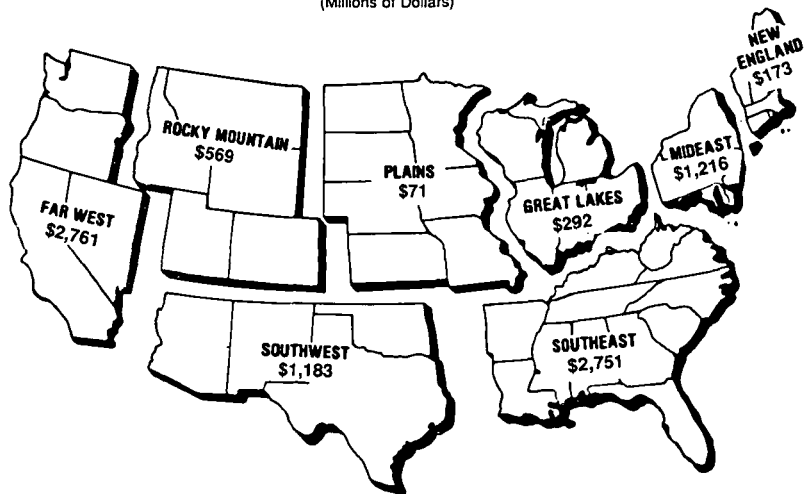 (Millions of Dollars)
NEW
ENGLAND
$173
ROCKY MOUNTAIN
$569
PLAINS
$71
MIDEAST
$1,216
GREAT LAKES
$292
FAR WEST
$2,761
SOUTHWEST
$1,183
SOUTHEAST
$2,751